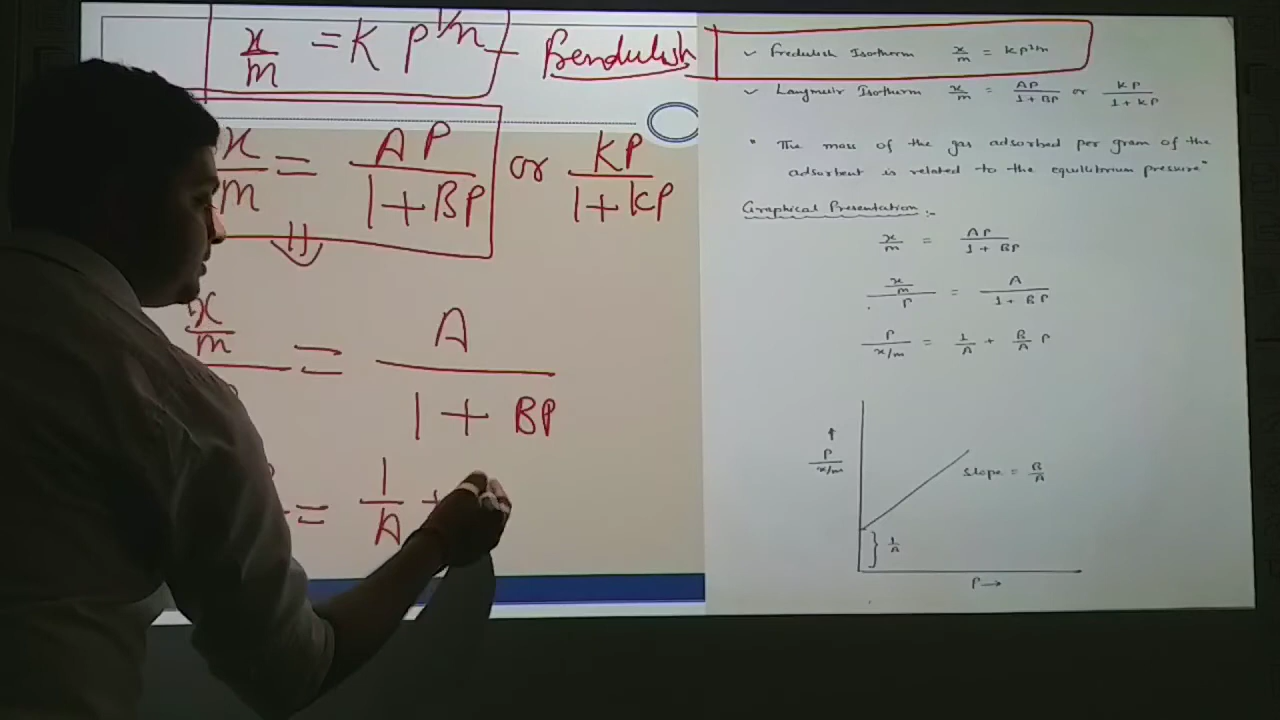 x/m = K P^1/n - Bendulish
x/m = AP/1+BP or KP/1+KP
x/m = A/1 + BP
= 1/A +
✓ Fredulish Isotherm x/m = KP^1/m
✓ Langmuir Isotherm x/m = AP/1+BP or KP/1+KP
" The mass of the gas adsorbed per gram of the
adsorbent is related to the equilibrium pressure"
Graphical Presentation :-
x/m = AP/1 + BP
x/m/P = A/1 + BP
P/x/m = 1/A + B/A P
↑
P/x/m
Slope = B/A
} 1/A
P→